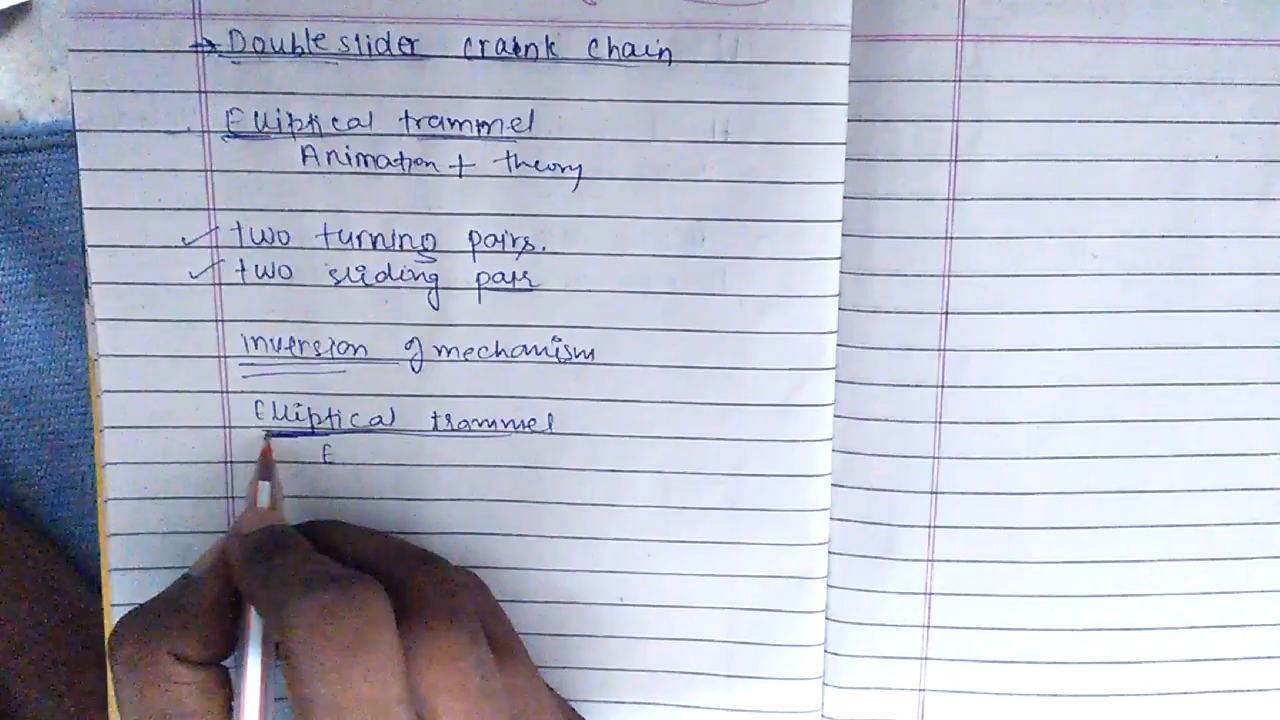 → Double slider crank chain
Elliptical trammel
Animation + theory
✓ two turning pairs.
✓ two sliding pair
inversion of mechanism
Elliptical trammel
E